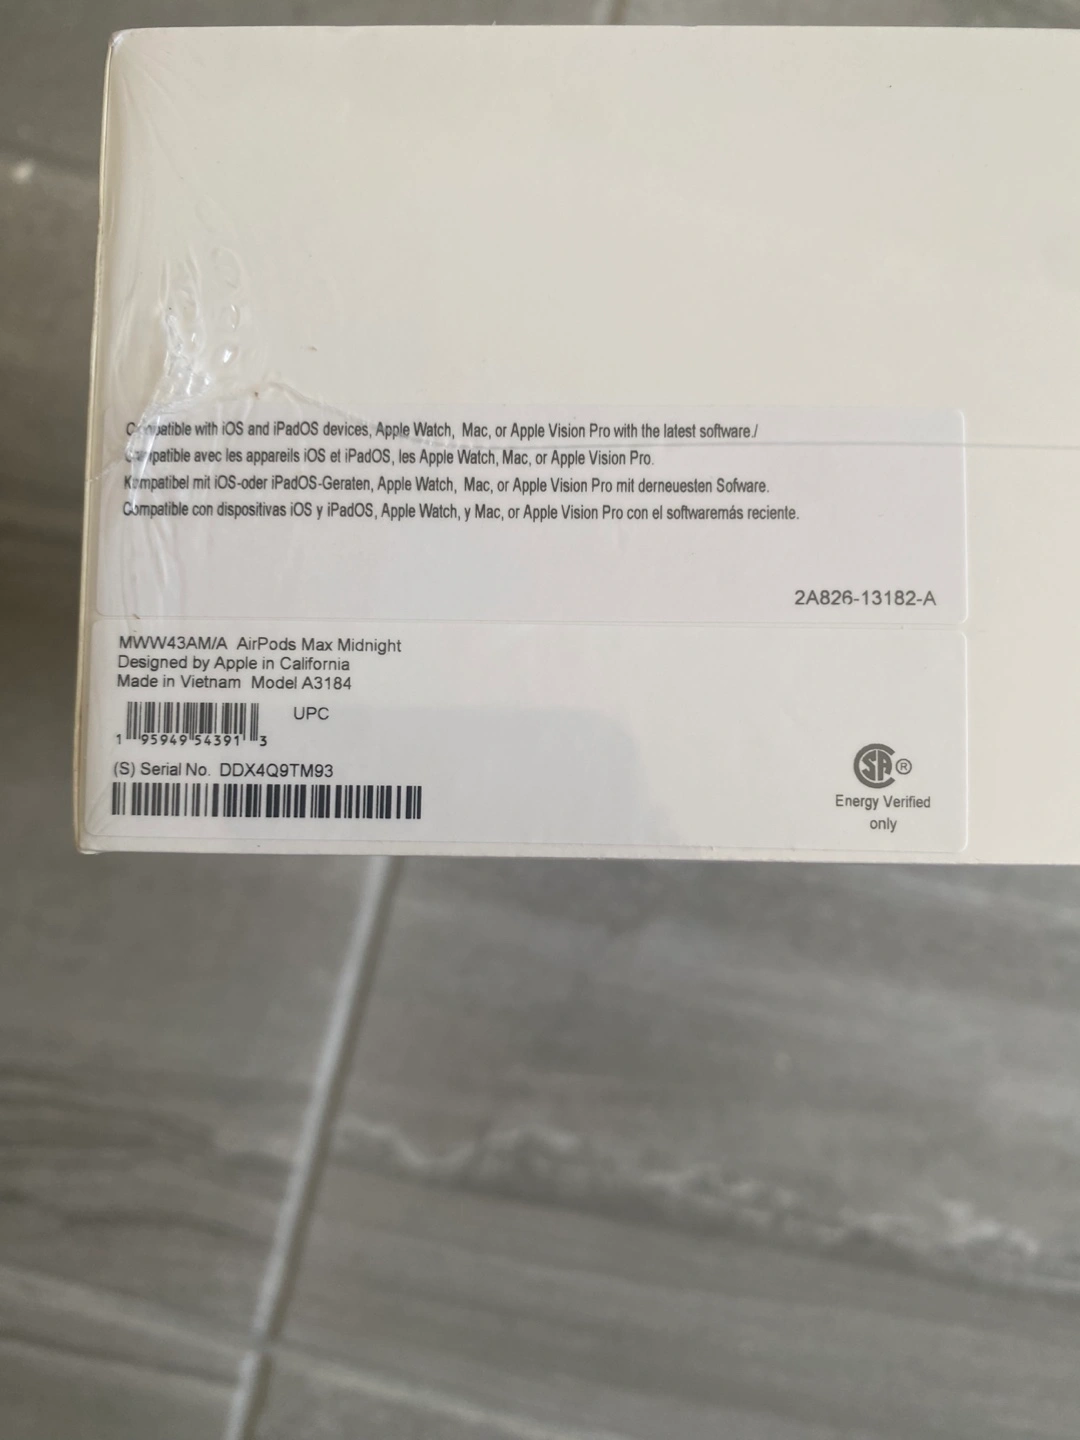 Compatible with iOS and iPadOS devices, Apple Watch, Mac, or Apple Vision Pro with the latest software./
Compatible avec les appareils iOS et iPadOS, les Apple Watch, Mac, or Apple Vision Pro.
Kompatibel mit iOS-oder iPadOS-Geraten, Apple Watch, Mac, or Apple Vision Pro mit derneuesten Sofware.
Compatible con dispositivas iOS y iPadOS, Apple Watch, y Mac, or Apple Vision Pro con el softwaremás reciente.
2A826-13182-A
MWW43AM/A AirPods Max Midnight
Designed by Apple in California
Made in Vietnam Model A3184
UPC
1 95949 54391 3
(S) Serial No. DDX4Q9TM93
SA ®
Energy Verified
only